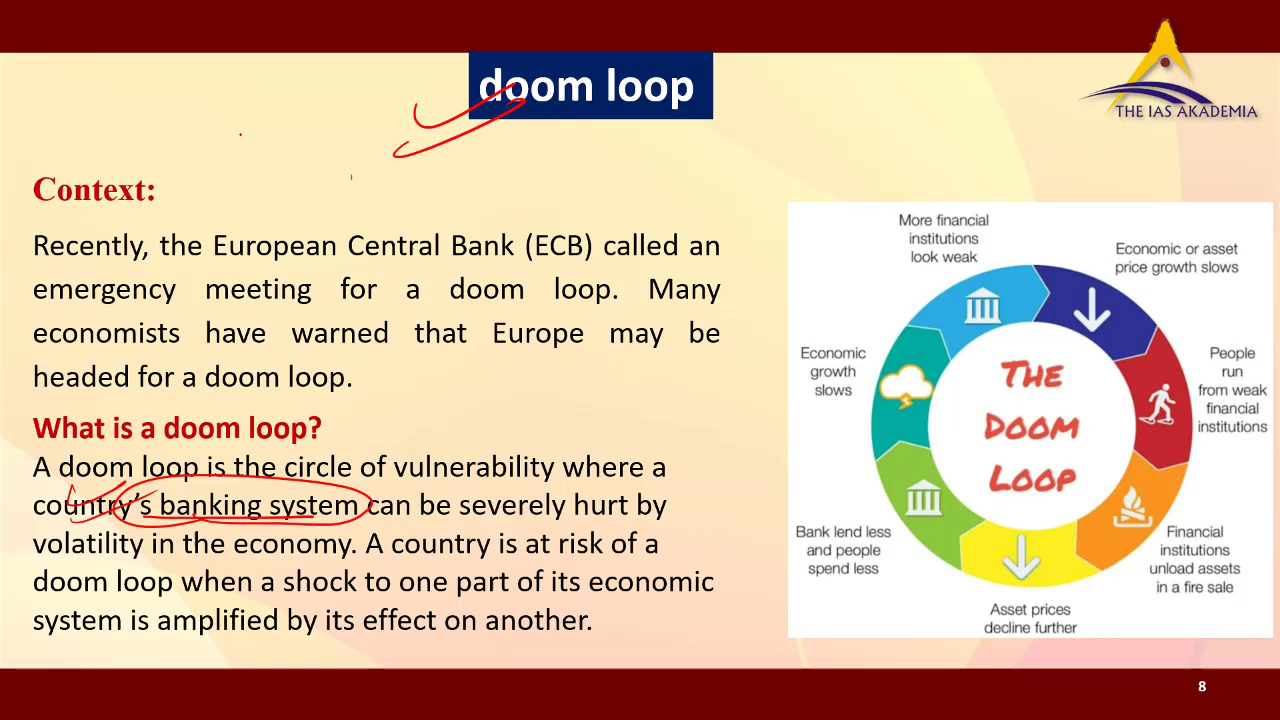 doom loop
THE IAS AKADEMIA
Context:
Recently, the European Central Bank (ECB) called an
emergency meeting for a doom loop. Many
economists have warned that Europe may be
headed for a doom loop.
What is a doom loop?
A doom loop is the circle of vulnerability where a
country's banking system can be severely hurt by
volatility in the economy. A country is at risk of a
doom loop when a shock to one part of its economic
system is amplified by its effect on another.
More financial
institutions
look weak
Economic or asset
price growth slows
People
run
from weak
financial
institutions
Financial
institutions
unload assets
in a fire sale
Asset prices
decline further
Bank lend less
and people
spend less
Economic
growth
slows
THE
DOOM
LOOP
8